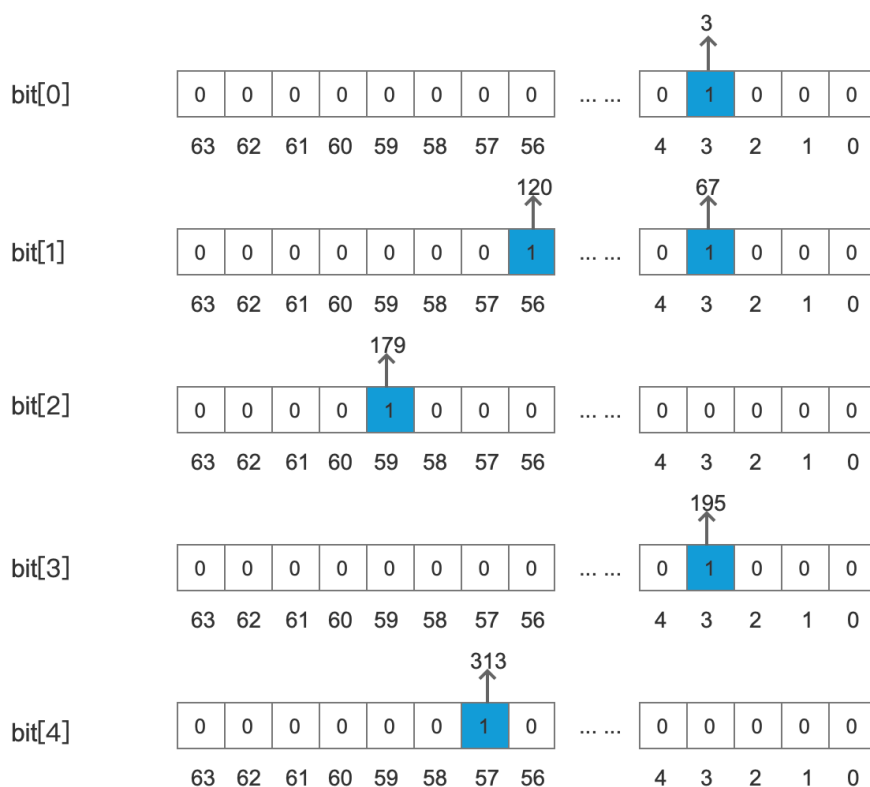 3
bit[0] 0 0 0 0 0 0 0 0 ... ... 0 1 0 0 0
63 62 61 60 59 58 57 56 4 3 2 1 0
120 67
bit[1] 0 0 0 0 0 0 0 1 ... ... 0 1 0 0 0
63 62 61 60 59 58 57 56 4 3 2 1 0
179
bit[2] 0 0 0 0 1 0 0 0 ... ... 0 0 0 0 0
63 62 61 60 59 58 57 56 4 3 2 1 0
195
bit[3] 0 0 0 0 0 0 0 0 ... ... 0 1 0 0 0
63 62 61 60 59 58 57 56 4 3 2 1 0
313
bit[4] 0 0 0 0 0 0 1 0 ... ... 0 0 0 0 0
63 62 61 60 59 58 57 56 4 3 2 1 0